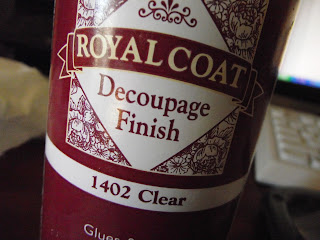 ROYAL COAT
Decoupage
Finish
1402 Clear
Glues